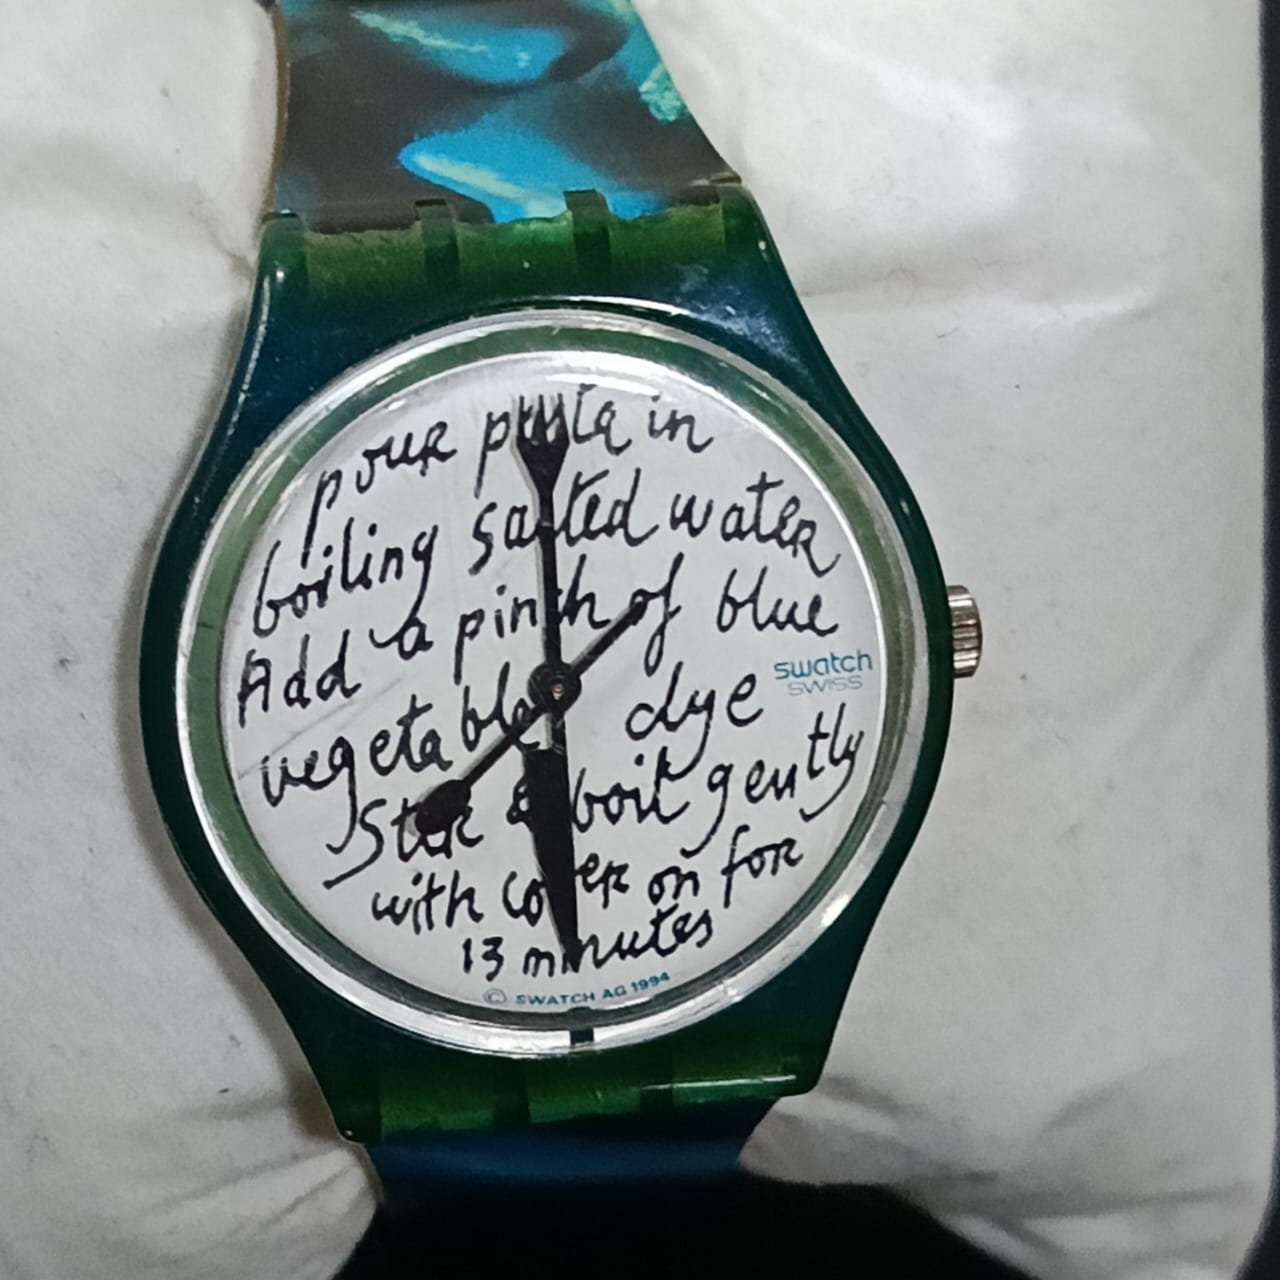 pour pasta in
boiling salted water
Add a pinch of blue
vegetable dye
swatch
SWISS
Stir & boil gently
with cover on for
13 minutes
© SWATCH AG 1994